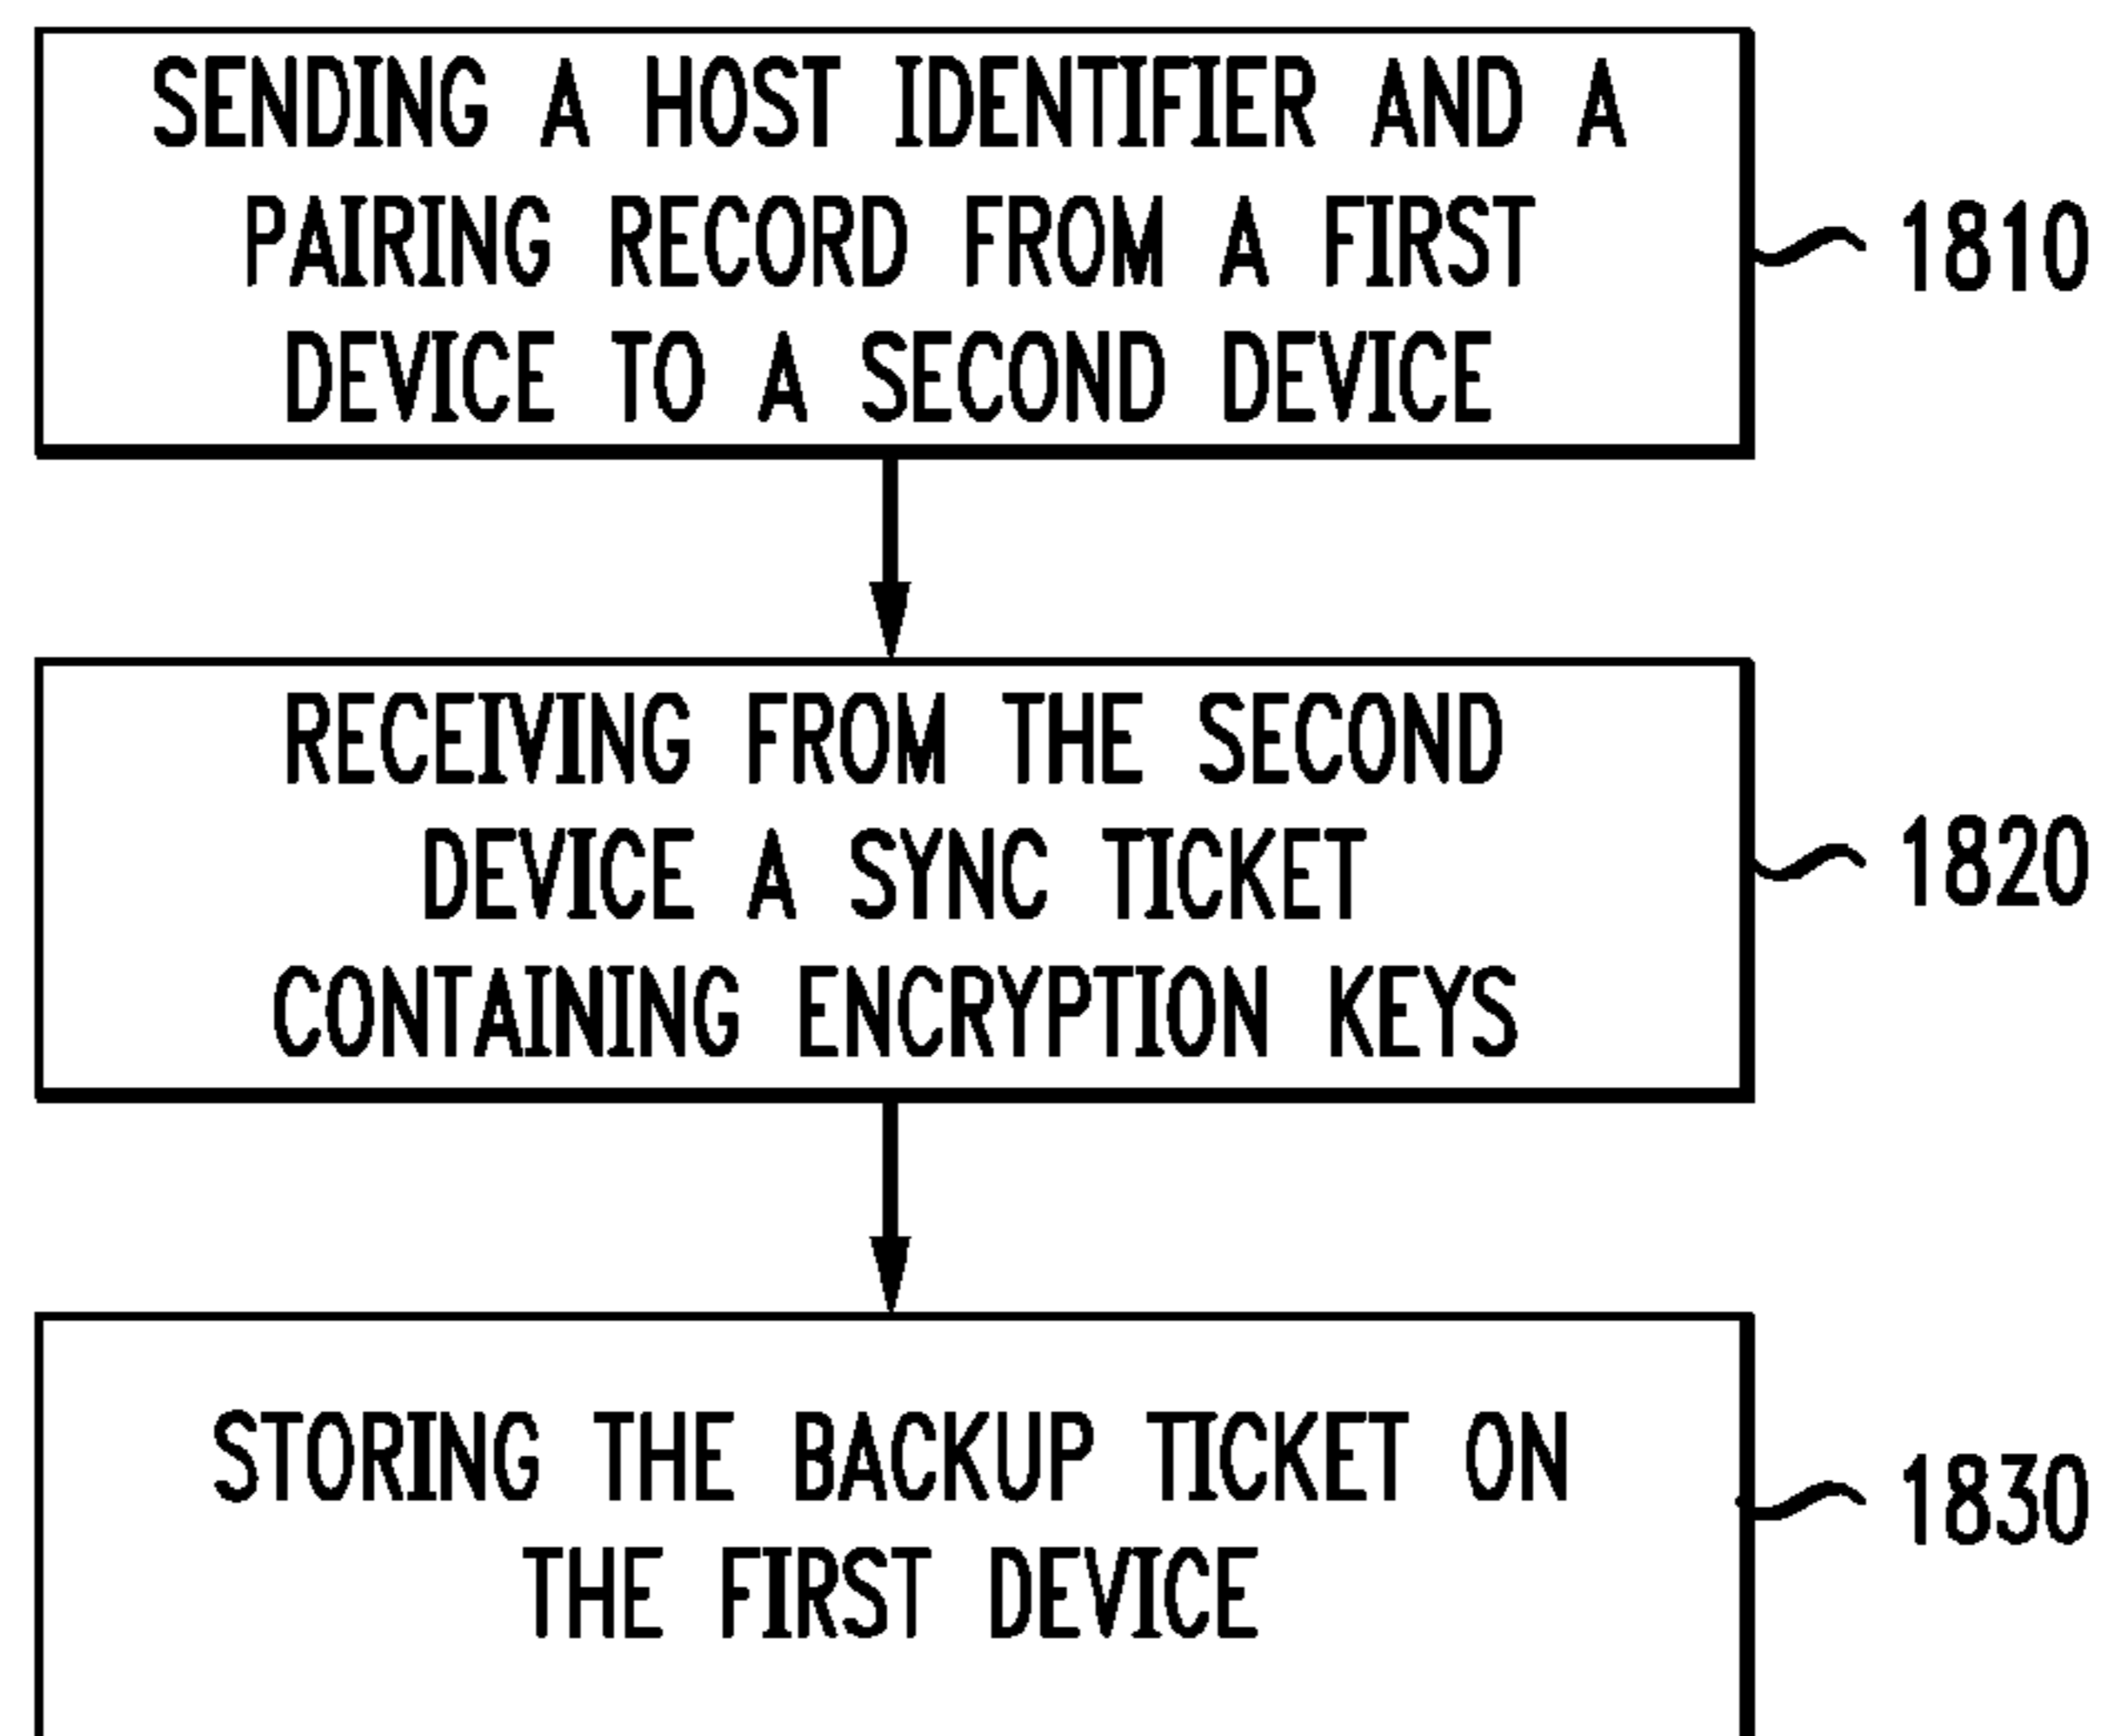 SENDING A HOST IDENTIFIER AND A
PAIRING RECORD FROM A FIRST
DEVICE TO A SECOND DEVICE
1810
RECEIVING FROM THE SECOND
DEVICE A SYNC TICKET
CONTAINING ENCRYPTION KEYS
1820
STORING THE BACKUP TICKET ON
THE FIRST DEVICE
1830